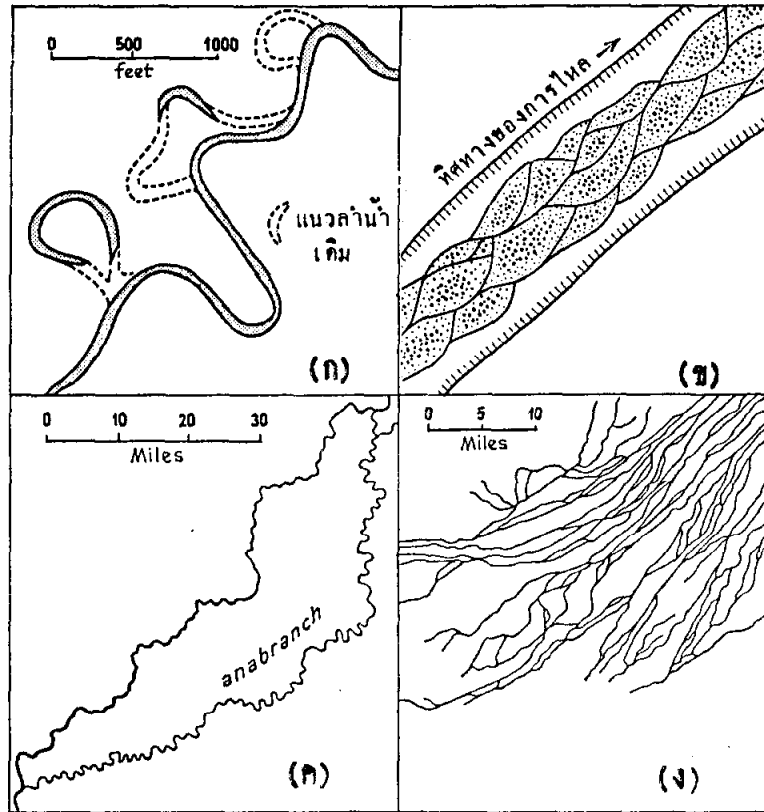 0 500 1000
feet
แนวลำน้ำ
เดิม
(ก)
ทิศทางของการไหล
(ข)
0 10 20 30
Miles
anabranch
(ค)
0 5 10
Miles
(ง)